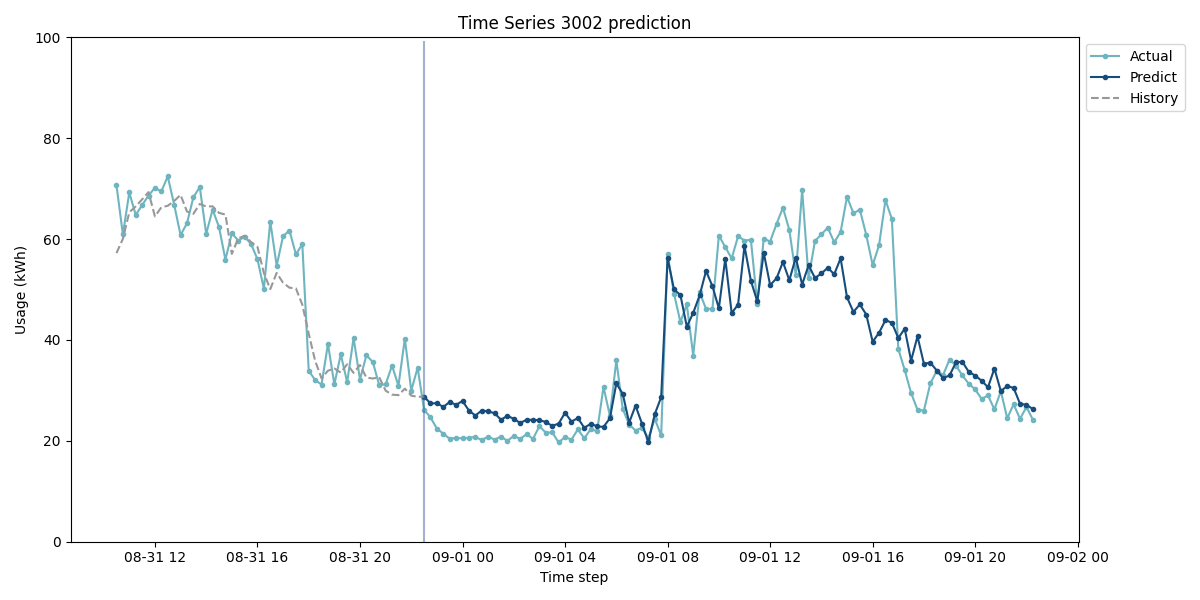 Time Series 3002 prediction
100
80
60
40
20
0
Usage (kWh)
08-31 12
08-31 16
08-31 20
09-01 00
09-01 04
09-01 08
09-01 12
09-01 16
09-01 20
09-02 00
Time step
Actual
Predict
History